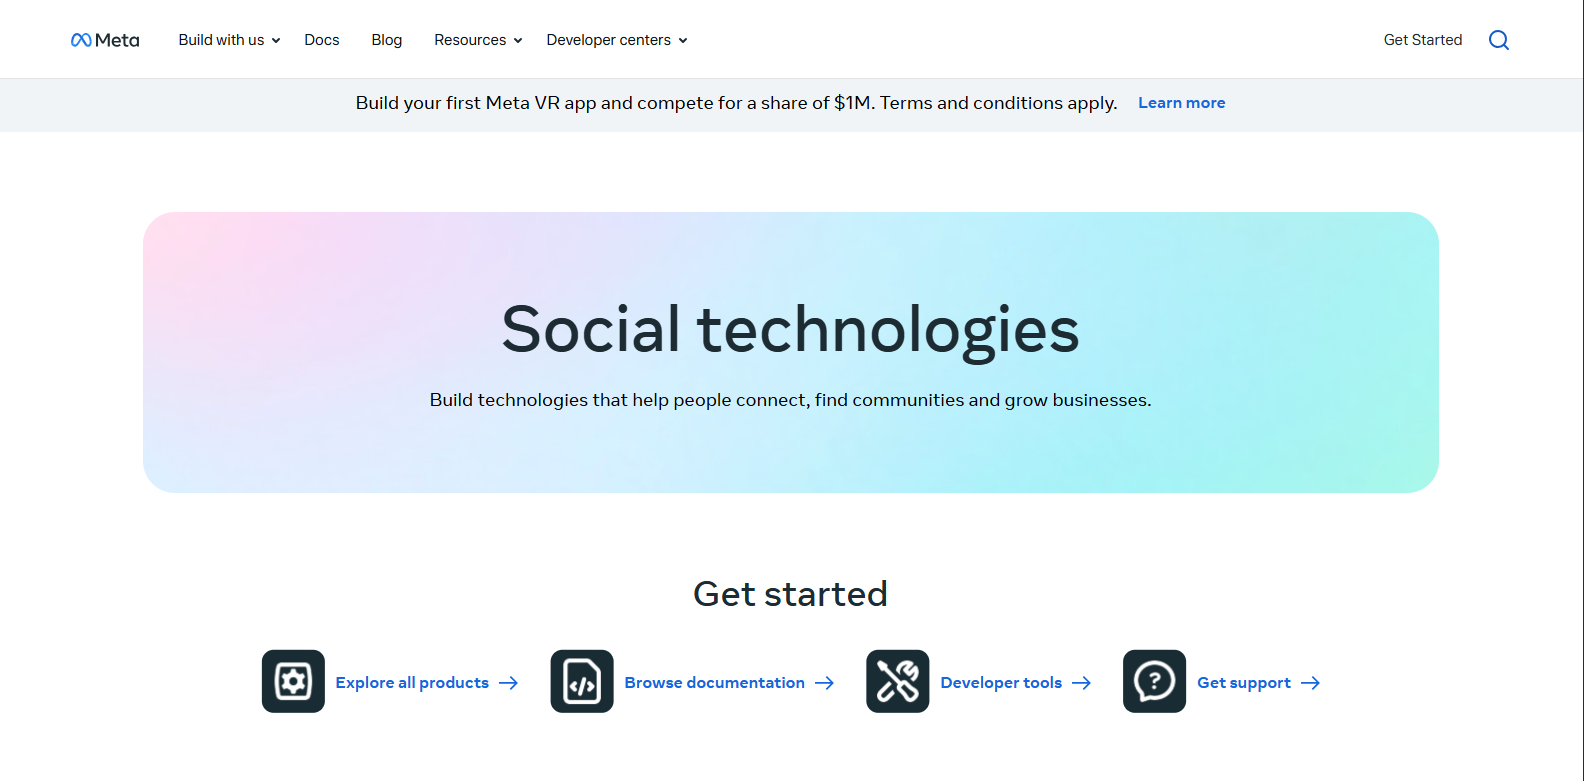 Meta Build with us Docs Blog Resources Developer centers Get Started
Build your first Meta VR app and compete for a share of $1M. Terms and conditions apply. Learn more
Social technologies
Build technologies that help people connect, find communities and grow businesses.
Get started
Explore all products Browse documentation Developer tools Get support